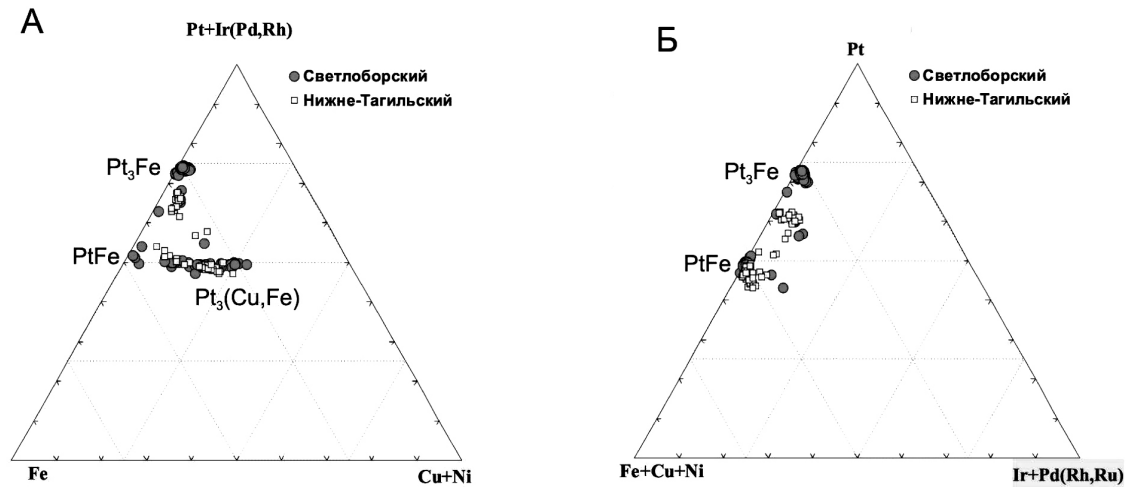 А
Pt+Ir(Pd,Rh)
Светлоборский
Нижне-Тагильский
Pt₃Fe
PtFe
Pt₃(Cu,Fe)
Fe
Cu+Ni
Б
Pt
Светлоборский
Нижне-Тагильский
Pt₃Fe
PtFe
Fe+Cu+Ni
Ir+Pd(Rh,Ru)